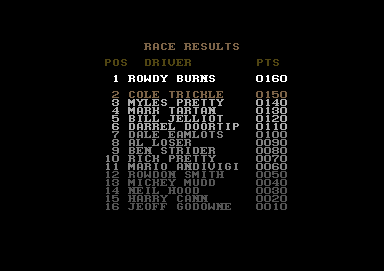 RACE RESULTS
POS DRIVER PTS
1 ROWDY BURNS 0160
2 COLE TRICKLE 0150
3 MYLES PRETTY 0140
4 MARK TARTAN 0130
5 BILL JELLIOT 0120
6 DARREL DOORTIP 0110
7 DALE EAMLOTS 0100
8 AL LOSER 0090
9 BEN STRIDER 0080
10 RICK PRETTY 0070
11 MARIO ANDIVIGI 0060
12 ROWDON SMITH 0050
13 MICKEY MUDD 0040
14 NEIL HOOD 0030
15 HARRY CANN 0020
16 JEOFF GODOWNE 0010